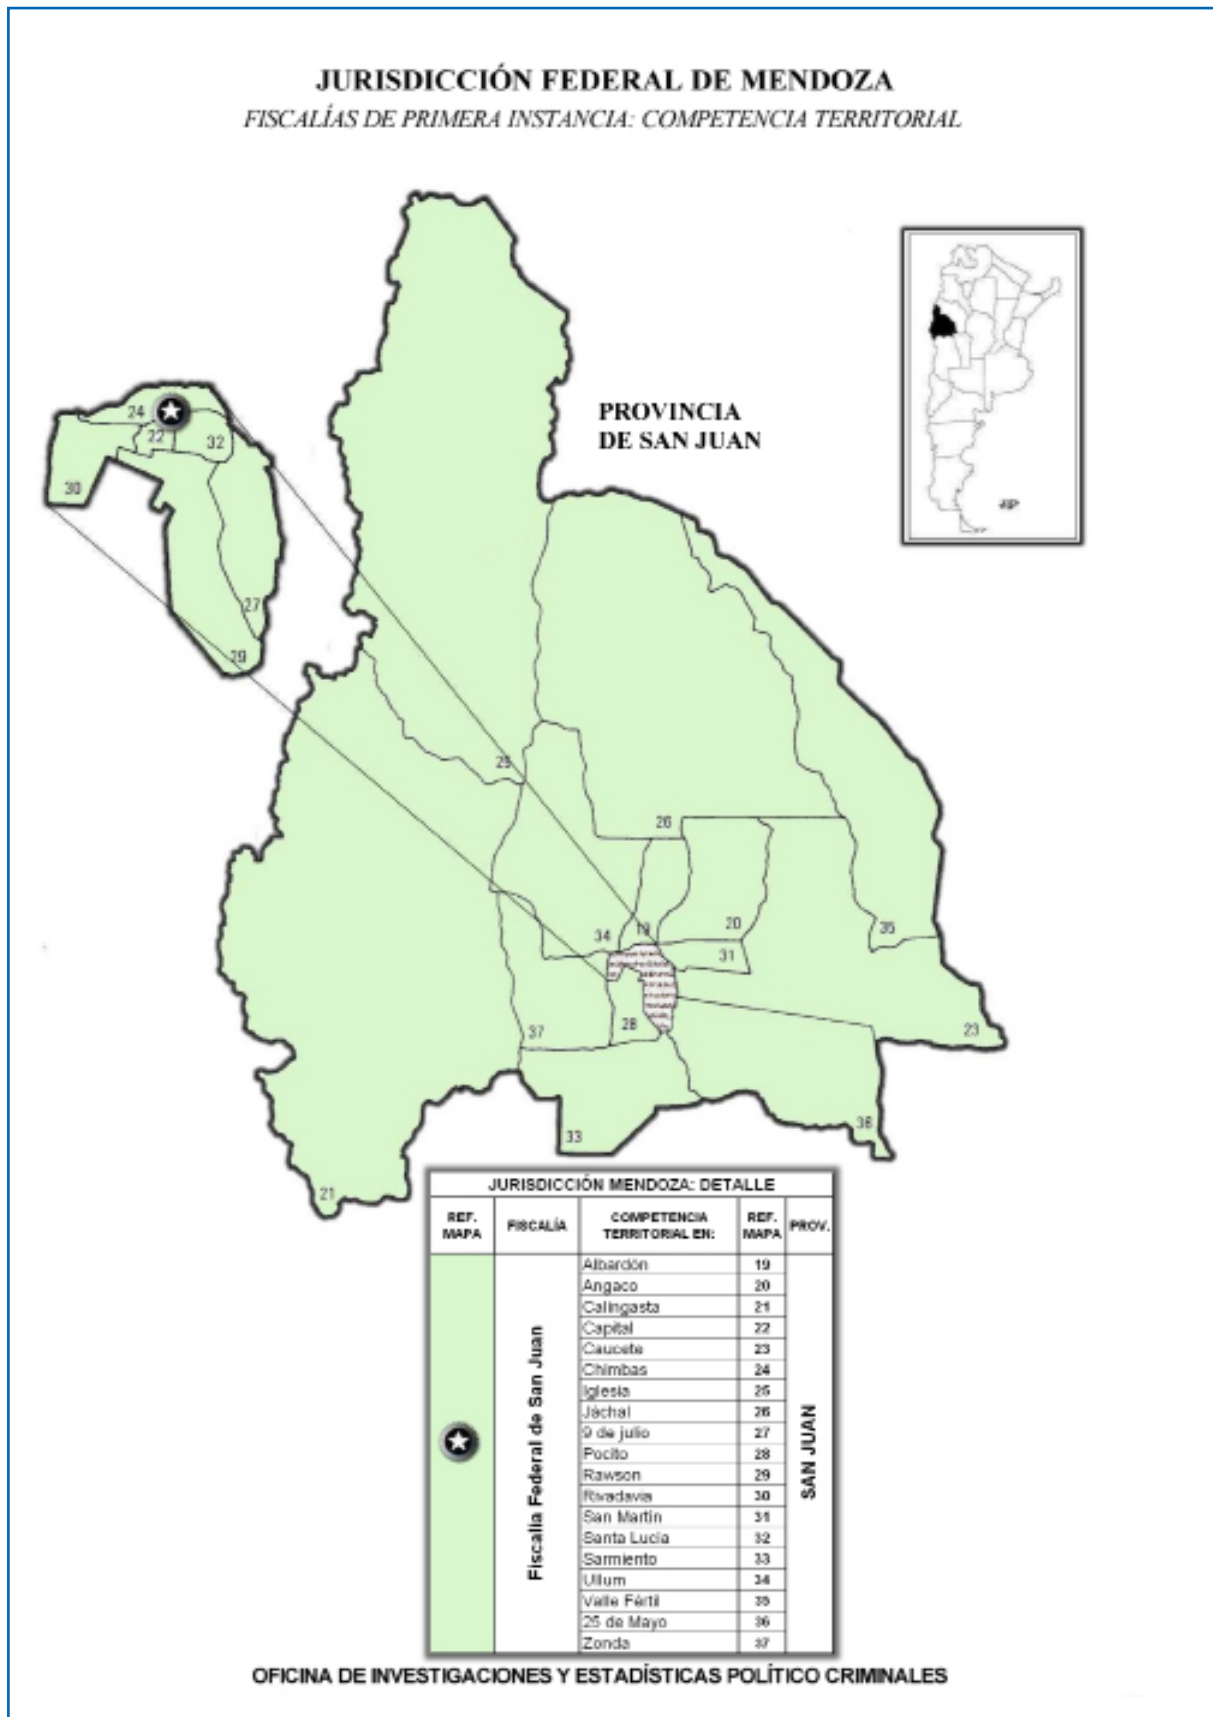 JURISDICCIÓN FEDERAL DE MENDOZA
FISCALÍAS DE PRIMERA INSTANCIA: COMPETENCIA TERRITORIAL
PROVINCIA
DE SAN JUAN
24
22
32
30
27
29
25
26
34
19
20
35
31
37
28
23
33
36
21
JURISDICCIÓN MENDOZA: DETALLE
REF. MAPA FISCALÍA COMPETENCIA TERRITORIAL EN: REF. MAPA PROV.
Fiscalía Federal de San Juan
SAN JUAN
Albardón 19
Angaco 20
Calingasta 21
Capital 22
Caucete 23
Chimbas 24
Iglesia 25
Jáchal 26
9 de julio 27
Pocito 28
Rawson 29
Rivadavia 30
San Martín 31
Santa Lucia 32
Sarmiento 33
Ullum 34
Valle Fértil 35
25 de Mayo 36
Zonda 37
OFICINA DE INVESTIGACIONES Y ESTADÍSTICAS POLÍTICO CRIMINALES